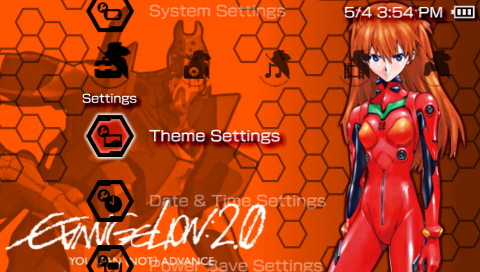 System Settings
5/4 3:54 PM
Settings
Theme Settings
Date & Time Settings
EVANGELION:2.0
YOU CAN (NOT) ADVANCE.
Power Save Settings